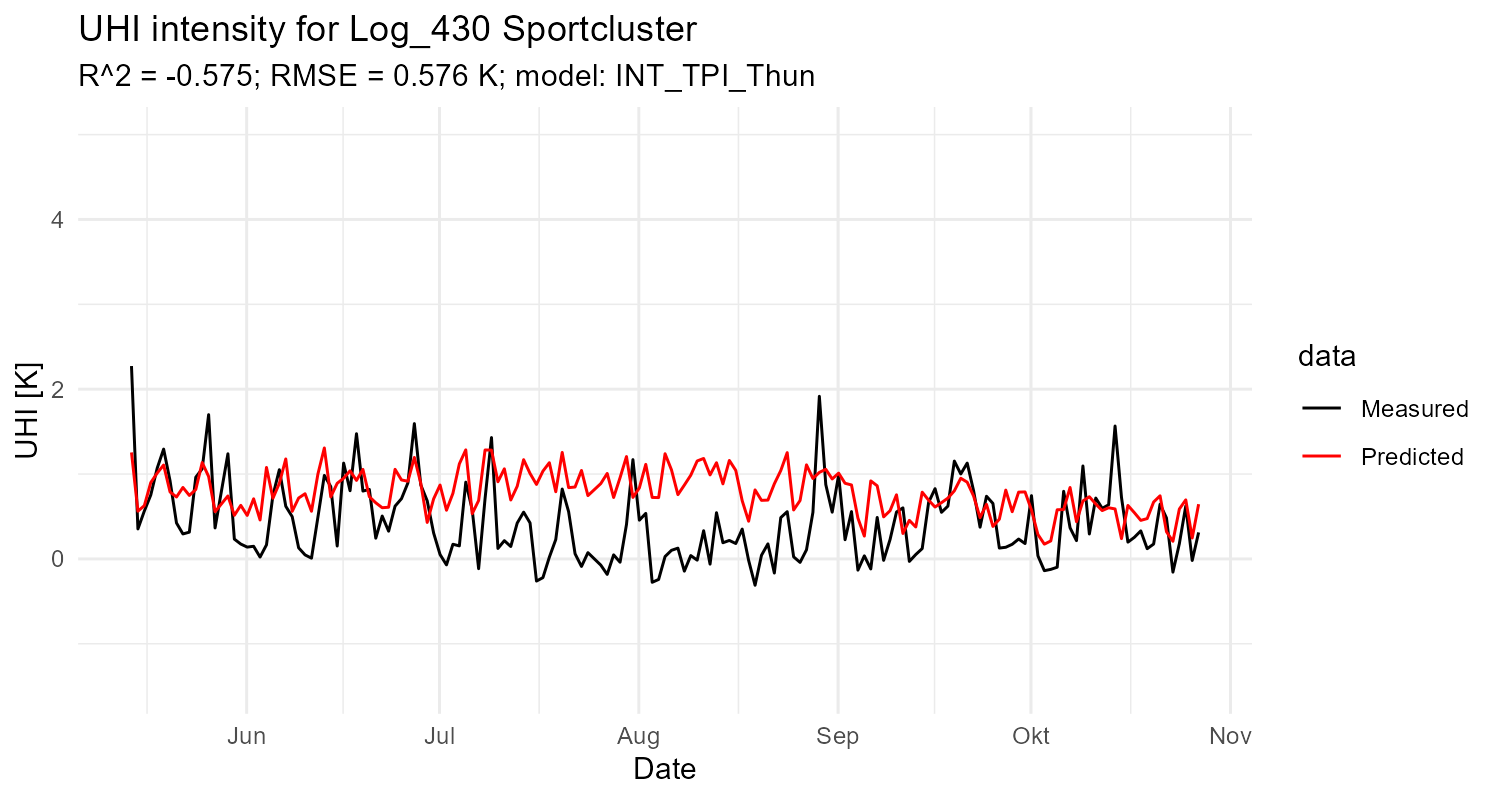 UHI intensity for Log_430 Sportcluster
R^2 = -0.575; RMSE = 0.576 K; model: INT_TPI_Thun
UHI [K]
4
2
0
Jun Jul Aug Sep Okt Nov
Date
data
Measured
Predicted